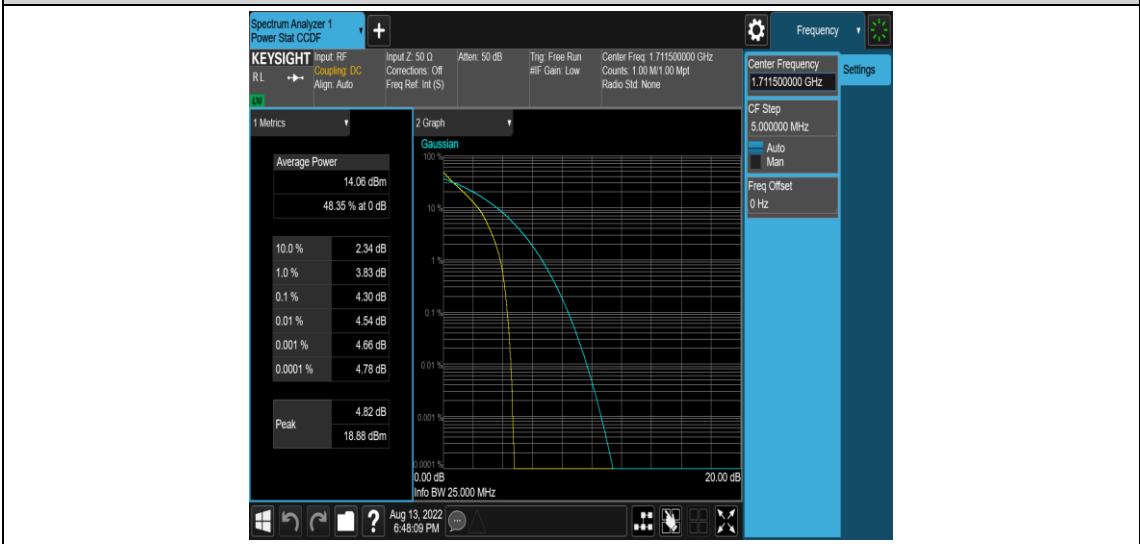 Spectrum Analyzer 1
Power Stat CCDF
+
Frequency
KEYSIGHT
Input: RF
Input Z: 50 Ω
Atten: 50 dB
Trig: Free Run
Center Freq: 1.711500000 GHz
RL
Coupling: DC
Corrections: Off
#IF Gain: Low
Counts: 1.00 M/1.00 Mpt
Align: Auto
Freq Ref: Int (S)
Radio Std: None
LXI
Center Frequency
1.711500000 GHz
Settings
CF Step
5.000000 MHz
Auto
Man
Freq Offset
0 Hz
1 Metrics
Average Power
14.06 dBm
48.35 % at 0 dB
10.0 % 2.34 dB
1.0 % 3.83 dB
0.1 % 4.30 dB
0.01 % 4.54 dB
0.001 % 4.66 dB
0.0001 % 4.78 dB
Peak
4.82 dB
18.88 dBm
2 Graph
Gaussian
100 %
10 %
1 %
0.1 %
0.01 %
0.001 %
0.0001 %
0.00 dB
20.00 dB
Info BW 25.000 MHz
?
Aug 13, 2022
6:48:09 PM